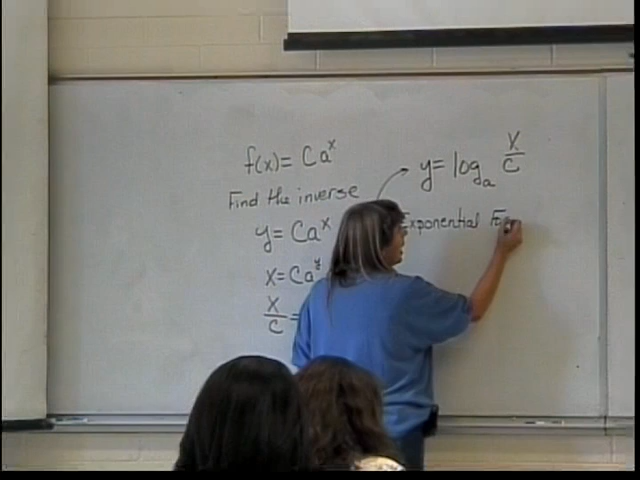 f(x) = Ca^x
Find the inverse
y = Ca^x
x = Ca^y
x/c =
y = log_a x/c
Exponential